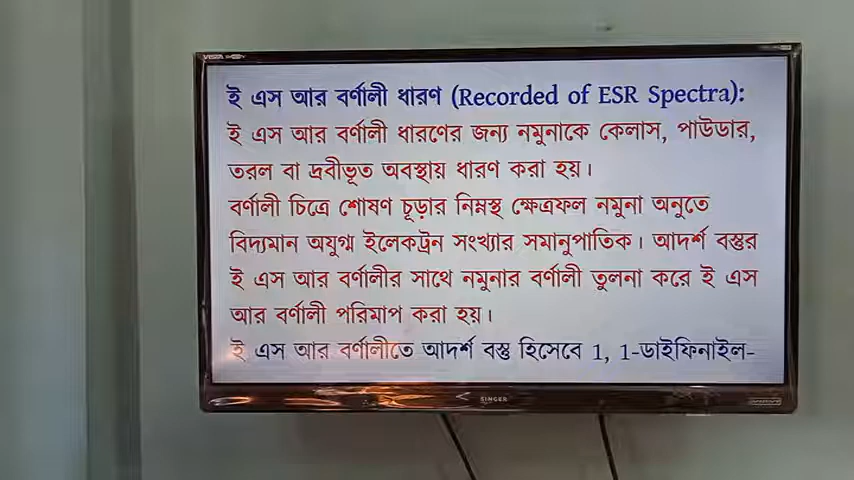 ই এস আর বর্ণালী ধারণ (Recorded of ESR Spectra):
ই এস আর বর্ণালী ধারণের জন্য নমুনাকে কেলাস, পাউডার,
তরল বা দ্রবীভূত অবস্থায় ধারণ করা হয়।
বর্ণালী চিত্রে শোষণ চূড়ার নিম্নস্থ ক্ষেত্রফল নমুনা অনুতে
বিদ্যমান অযুগ্ম ইলেকট্রন সংখ্যার সমানুপাতিক। আদর্শ বস্তুর
ই এস আর বর্ণালীর সাথে নমুনার বর্ণালী তুলনা করে ই এস
আর বর্ণালী পরিমাপ করা হয়।
ই এস আর বর্ণালীতে আদর্শ বস্তু হিসেবে 1, 1-ডাইফিনাইল-
SINGER